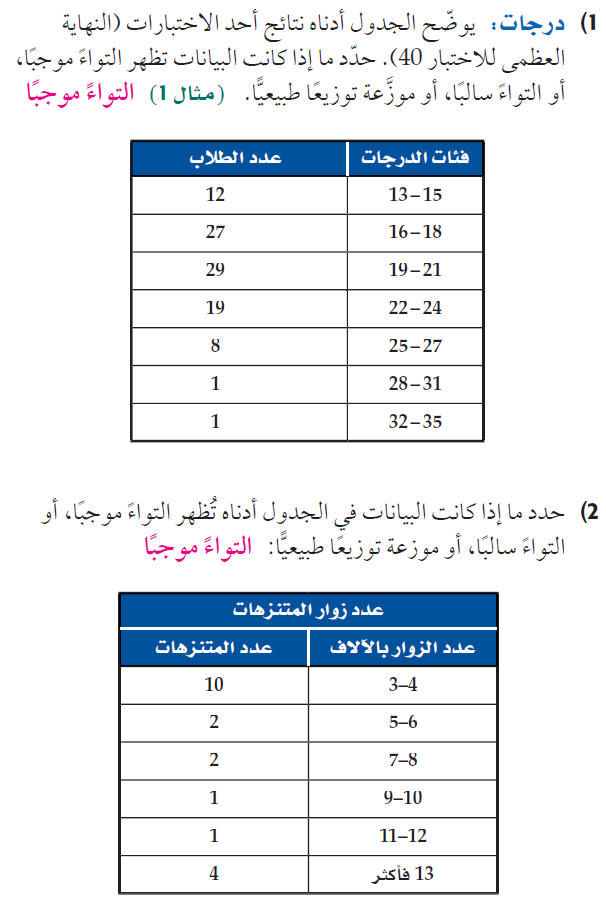 1) درجات: يوضّح الجدول أدناه نتائج أحد الاختبارات (النهاية
العظمى للاختبار 40). حدّد ما إذا كانت البيانات تظهر التواءً موجبًا،
أو التواءً سالبًا، أو موزَّعة توزيعًا طبيعيًّا. (مثال 1) التواءً موجبًا
فئات الدرجات عدد الطلاب
13–15 12
16–18 27
19–21 29
22–24 19
25–27 8
28–31 1
32–35 1
2) حدد ما إذا كانت البيانات في الجدول أدناه تُظهر التواءً موجبًا، أو
التواءً سالبًا، أو موزعة توزيعًا طبيعيًّا: التواءً موجبًا
عدد زوار المتنزهات
عدد الزوار بالآلاف عدد المتنزهات
3–4 10
5–6 2
7–8 2
9–10 1
11–12 1
13 فأكثر 4